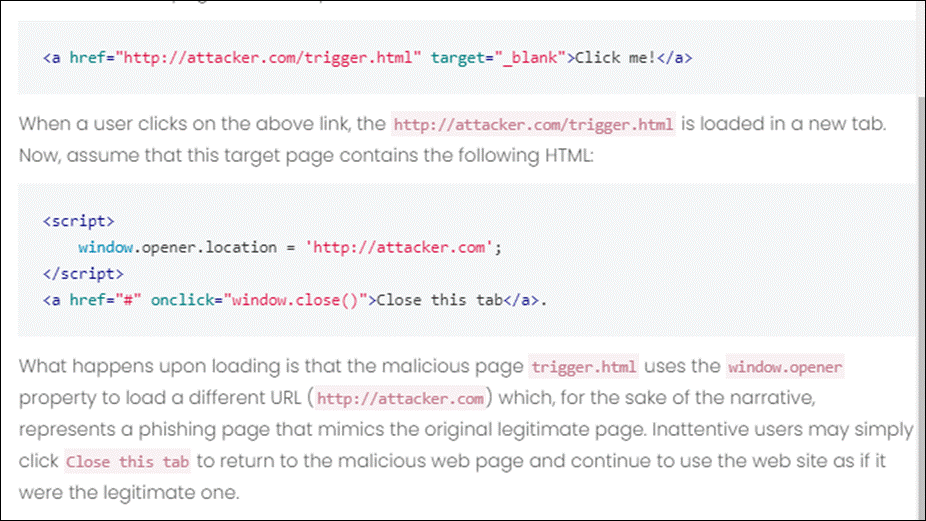 <a href="http://attacker.com/trigger.html" target="_blank">Click me!</a>
When a user clicks on the above link, the http://attacker.com/trigger.html is loaded in a new tab.
Now, assume that this target page contains the following HTML:
<script>
window.opener.location = 'http://attacker.com';
</script>
<a href="#" onclick="window.close()">Close this tab</a>.
What happens upon loading is that the malicious page trigger.html uses the window.opener
property to load a different URL (http://attacker.com) which, for the sake of the narrative,
represents a phishing page that mimics the original legitimate page. Inattentive users may simply
click Close this tab to return to the malicious web page and continue to use the web site as if it
were the legitimate one.